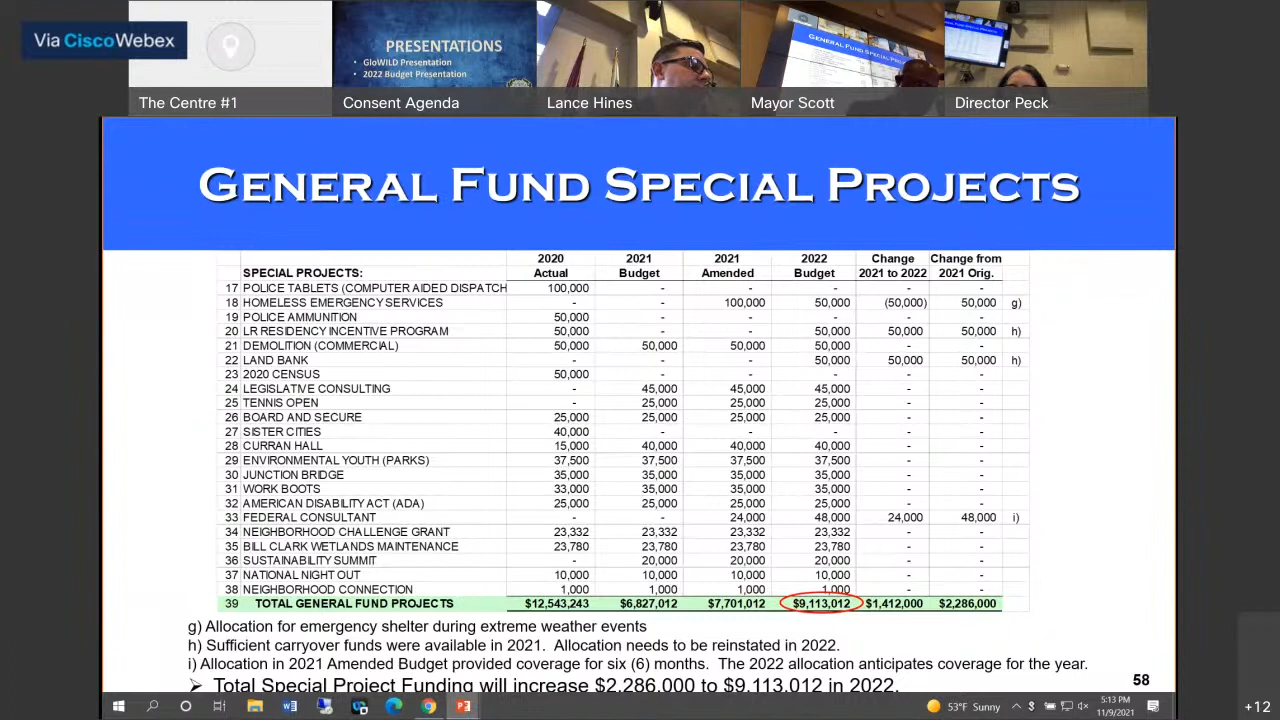 Via CiscoWebex
PRESENTATIONS
• GloWILD Presentation
• 2022 Budget Presentation
The Centre #1
Consent Agenda
Lance Hines
Mayor Scott
Director Peck
GENERAL FUND SPECIAL PROJECTS
2020 2021 2021 2022 Change Change from
SPECIAL PROJECTS: Actual Budget Amended Budget 2021 to 2022 2021 Orig.
17 POLICE TABLETS (COMPUTER AIDED DISPATCH 100,000 - - - - -
18 HOMELESS EMERGENCY SERVICES - - 100,000 50,000 (50,000) 50,000 g)
19 POLICE AMMUNITION 50,000 - - - - -
20 LR RESIDENCY INCENTIVE PROGRAM 50,000 - - 50,000 50,000 50,000 h)
21 DEMOLITION (COMMERCIAL) 50,000 50,000 50,000 50,000 - -
22 LAND BANK - - - 50,000 50,000 50,000 h)
23 2020 CENSUS 50,000 - - - - -
24 LEGISLATIVE CONSULTING - 45,000 45,000 45,000 - -
25 TENNIS OPEN - 25,000 25,000 25,000 - -
26 BOARD AND SECURE 25,000 25,000 25,000 25,000 - -
27 SISTER CITIES 40,000 - - - - -
28 CURRAN HALL 15,000 40,000 40,000 40,000 - -
29 ENVIRONMENTAL YOUTH (PARKS) 37,500 37,500 37,500 37,500 - -
30 JUNCTION BRIDGE 35,000 35,000 35,000 35,000 - -
31 WORK BOOTS 33,000 35,000 35,000 35,000 - -
32 AMERICAN DISABILITY ACT (ADA) 25,000 25,000 25,000 25,000 - -
33 FEDERAL CONSULTANT - - 24,000 48,000 24,000 48,000 i)
34 NEIGHBORHOOD CHALLENGE GRANT 23,332 23,332 23,332 23,332 - -
35 BILL CLARK WETLANDS MAINTENANCE 23,780 23,780 23,780 23,780 - -
36 SUSTAINABILITY SUMMIT - 20,000 20,000 20,000 - -
37 NATIONAL NIGHT OUT 10,000 10,000 10,000 10,000 - -
38 NEIGHBORHOOD CONNECTION 1,000 1,000 1,000 1,000 - -
39 TOTAL GENERAL FUND PROJECTS $12,543,243 $6,827,012 $7,701,012 $9,113,012 $1,412,000 $2,286,000
g) Allocation for emergency shelter during extreme weather events
h) Sufficient carryover funds were available in 2021. Allocation needs to be reinstated in 2022.
i) Allocation in 2021 Amended Budget provided coverage for six (6) months. The 2022 allocation anticipates coverage for the year.
➢ Total Special Project Funding will increase $2,286,000 to $9,113,012 in 2022.
58
53°F Sunny
5:13 PM
11/9/2021
+12